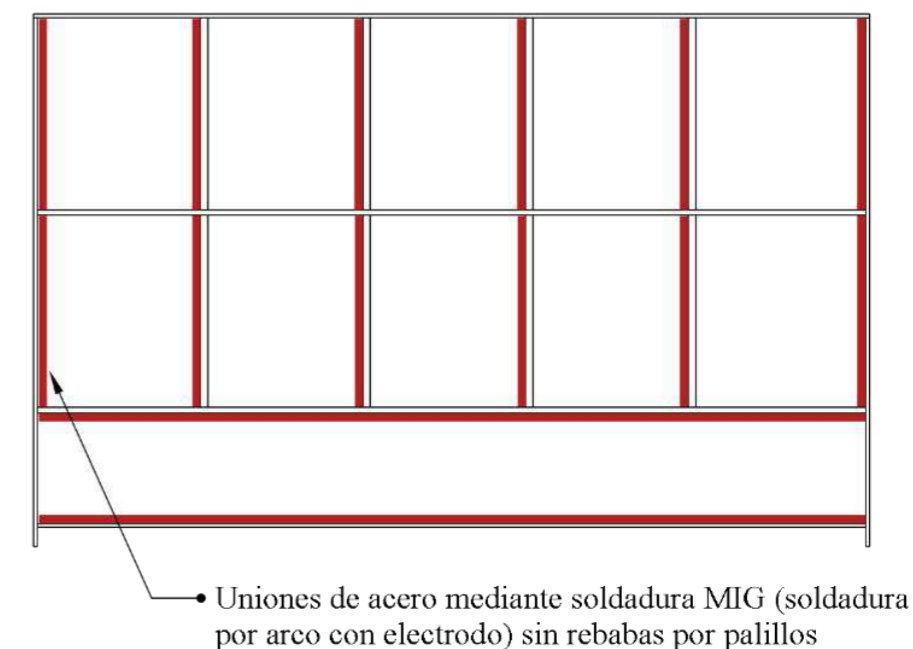 Uniones de acero mediante soldadura MIG (soldadura
por arco con electrodo) sin rebabas por palillos